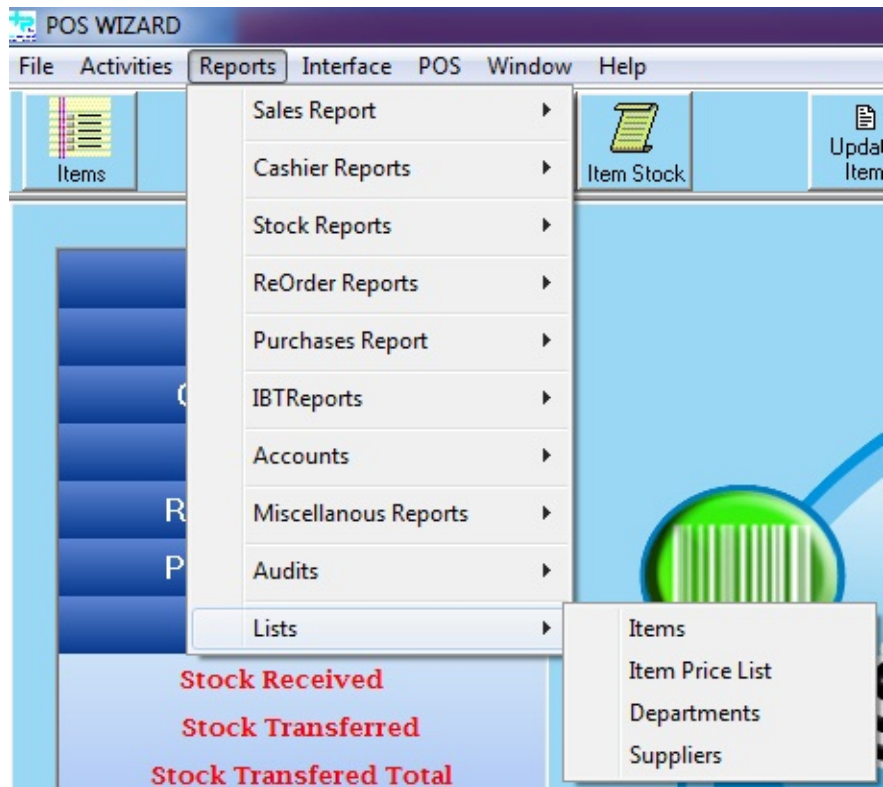 POS WIZARD
File Activities Reports Interface POS Window Help
Items
Item Stock
Sales Report
Cashier Reports
Stock Reports
ReOrder Reports
Purchases Report
IBTReports
Accounts
Miscellanous Reports
Audits
Lists
Items
Item Price List
Departments
Suppliers
Stock Received
Stock Transferred
Stock Transfered Total